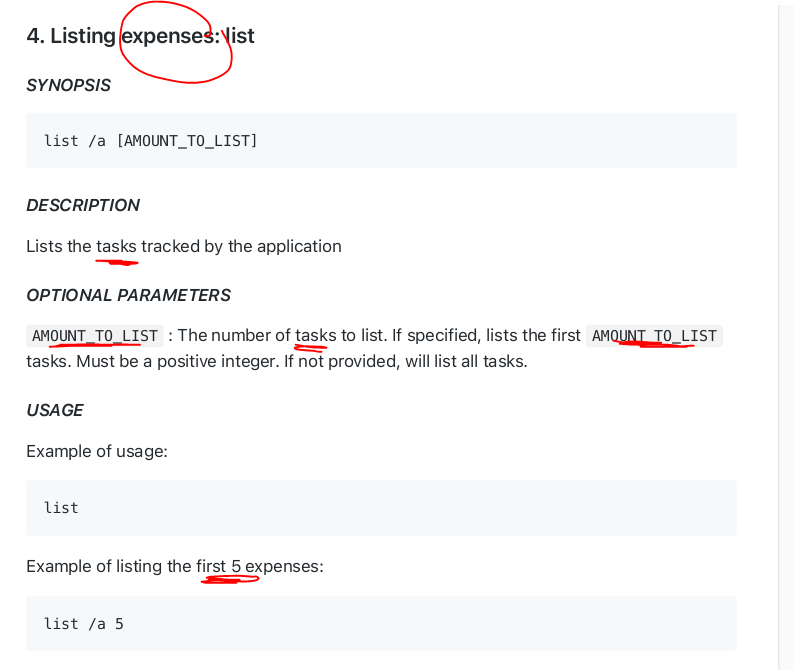 4. Listing expenses: list
SYNOPSIS
list /a [AMOUNT_TO_LIST]
DESCRIPTION
Lists the tasks tracked by the application
OPTIONAL PARAMETERS
AMOUNT_TO_LIST : The number of tasks to list. If specified, lists the first AMOUNT_TO_LIST
tasks. Must be a positive integer. If not provided, will list all tasks.
USAGE
Example of usage:
list
Example of listing the first 5 expenses:
list /a 5